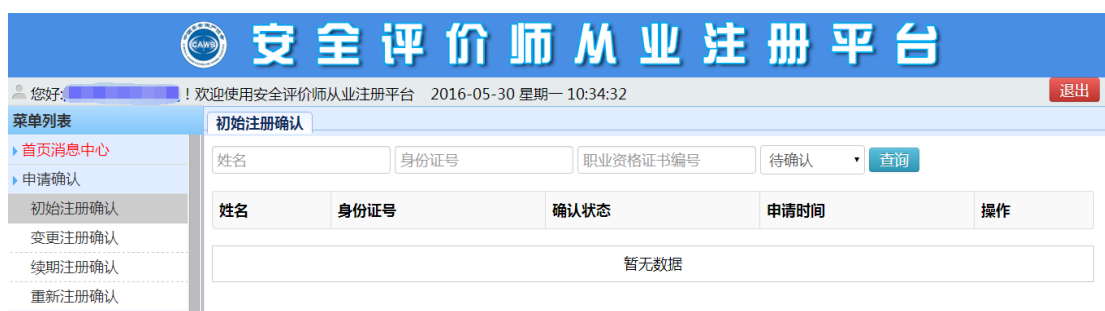 CAWS 安全评价师从业注册平台
您好: ! 欢迎使用安全评价师从业注册平台 2016-05-30 星期一 10:34:32 退出
菜单列表 初始注册确认
首页消息中心 姓名 身份证号 职业资格证书编号 待确认 查询
申请确认
初始注册确认 姓名 身份证号 确认状态 申请时间 操作
变更注册确认
续期注册确认 暂无数据
重新注册确认